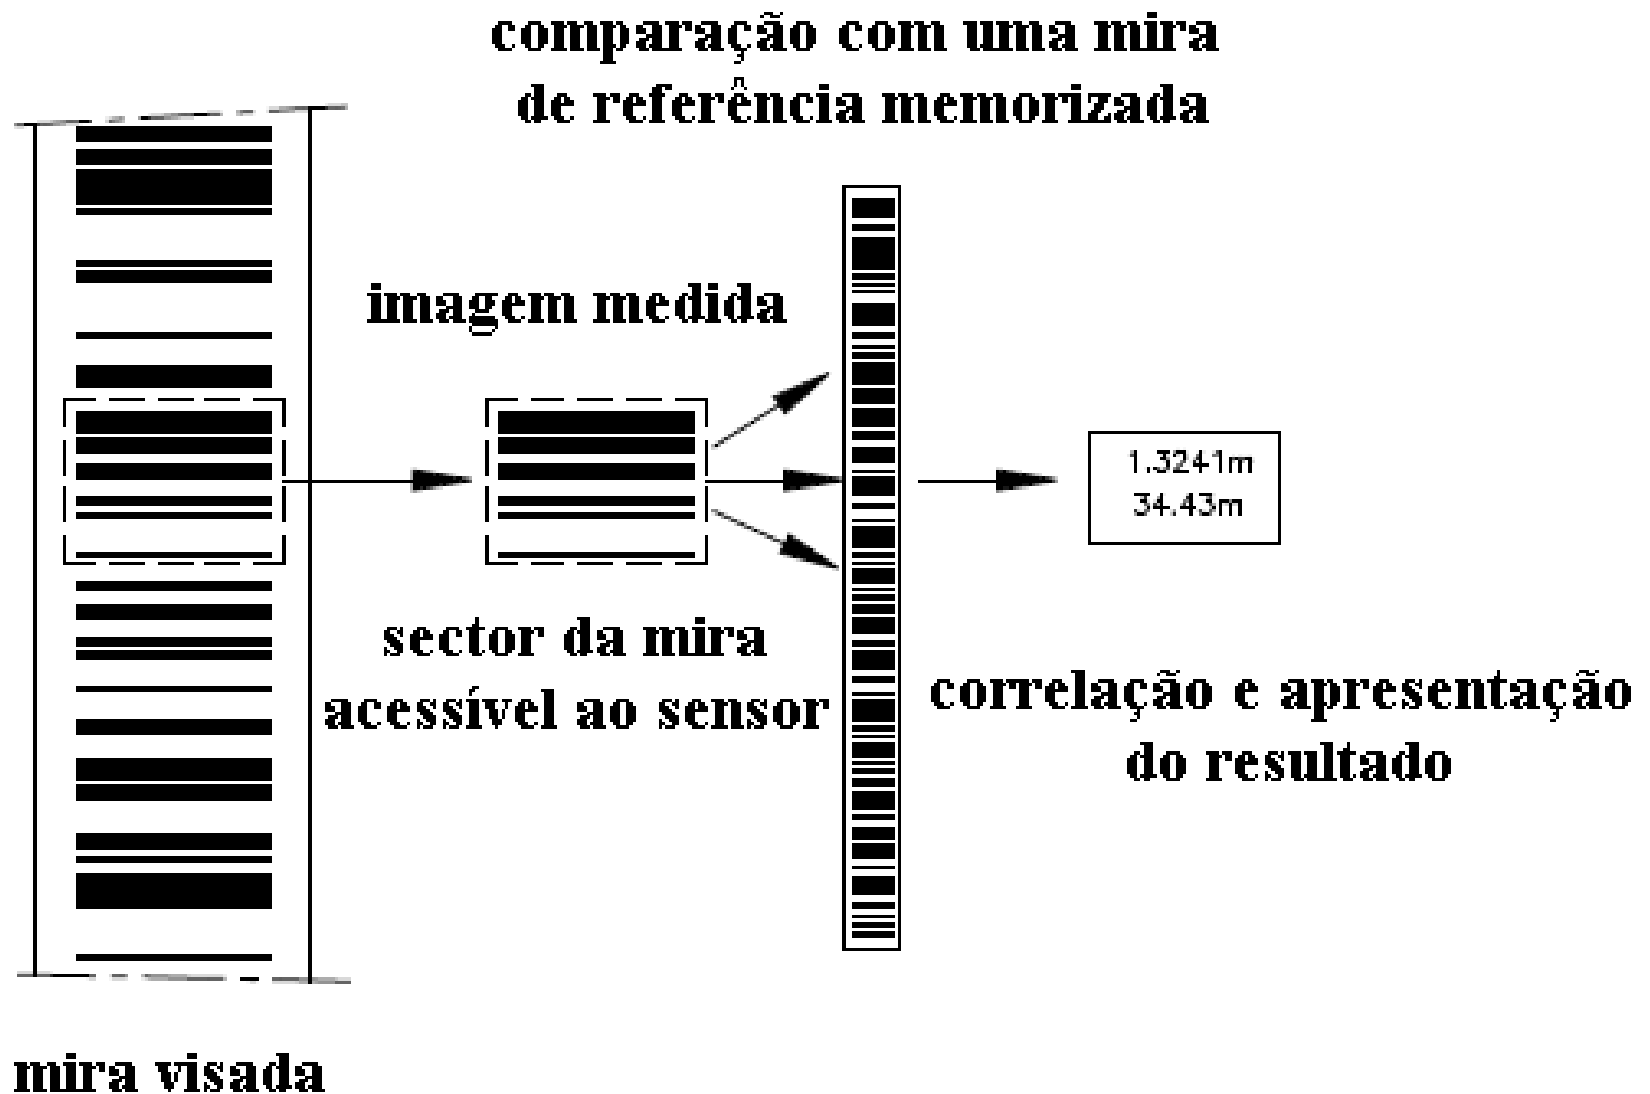 comparação com uma mira
de referência memorizada
imagem medida
1.3241m
34.43m
sector da mira
acessível ao sensor
correlação e apresentação
do resultado
mira visada